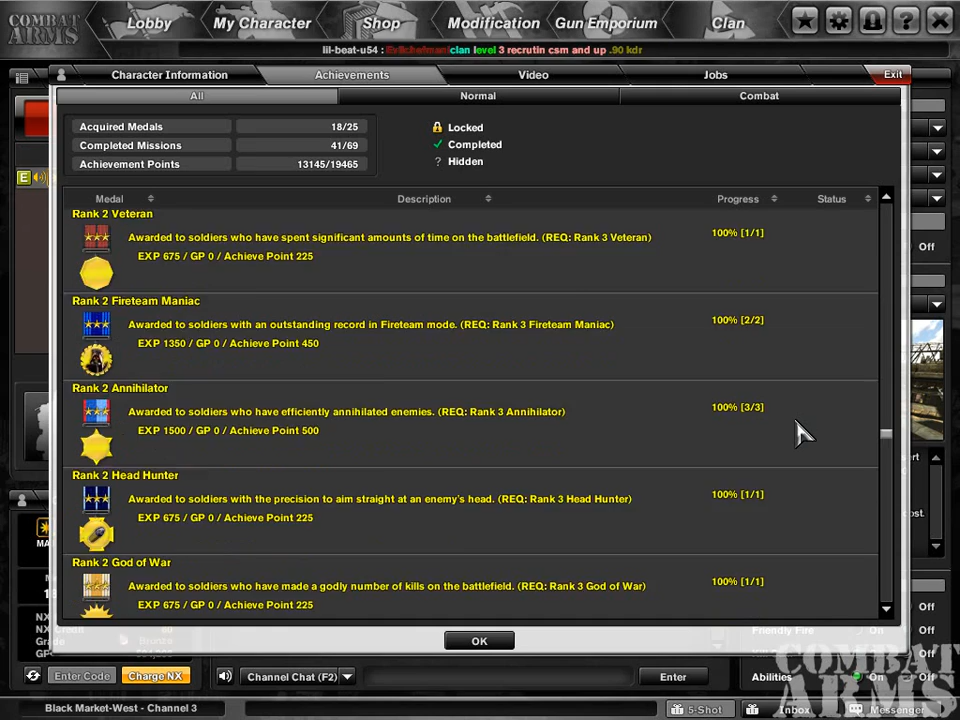 COMBAT ARMS
Lobby
My Character
Shop
Modification
Gun Emporium
Clan
lil-beat-u54 : clan level 3 recrutin csm and up .90 kdr
Character Information
Achievements
Video
Jobs
Exit
All
Normal
Combat
Acquired Medals 18/25
Completed Missions 41/69
Achievement Points 13145/19465
Locked
Completed
? Hidden
Medal
Description
Progress
Status
Rank 2 Veteran
Awarded to soldiers who have spent significant amounts of time on the battlefield. (REQ: Rank 3 Veteran)
100% [1/1]
EXP 675 / GP 0 / Achieve Point 225
Rank 2 Fireteam Maniac
Awarded to soldiers with an outstanding record in Fireteam mode. (REQ: Rank 3 Fireteam Maniac)
100% [2/2]
EXP 1350 / GP 0 / Achieve Point 450
Rank 2 Annihilator
Awarded to soldiers who have efficiently annihilated enemies. (REQ: Rank 3 Annihilator)
100% [3/3]
EXP 1500 / GP 0 / Achieve Point 500
Rank 2 Head Hunter
Awarded to soldiers with the precision to aim straight at an enemy's head. (REQ: Rank 3 Head Hunter)
100% [1/1]
EXP 675 / GP 0 / Achieve Point 225
Rank 2 God of War
Awarded to soldiers who have made a godly number of kills on the battlefield. (REQ: Rank 3 God of War)
100% [1/1]
EXP 675 / GP 0 / Achieve Point 225
OK
E
Off
Off
Off
Friendly Fire On Off
Abilities On Off
Enter Code
Charge NX
Channel Chat (F2)
Enter
COMBAT ARMS
Black Market-West - Channel 3
5-Shot
Inbox
Messenger